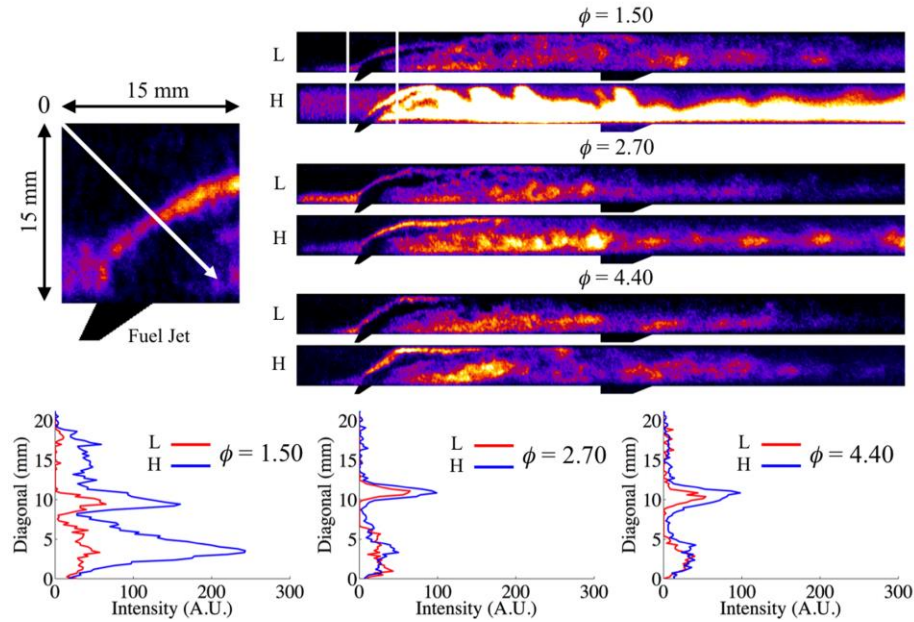 ϕ = 1.50
L
H
0
15 mm
15 mm
Fuel Jet
ϕ = 2.70
L
H
ϕ = 4.40
L
H
20
15
10
5
0
Diagonal (mm)
L
H
ϕ = 1.50
0 100 200 300
Intensity (A.U.)
20
15
10
5
0
Diagonal (mm)
L
H
ϕ = 2.70
0 100 200 300
Intensity (A.U.)
20
15
10
5
0
Diagonal (mm)
L
H
ϕ = 4.40
0 100 200 300
Intensity (A.U.)